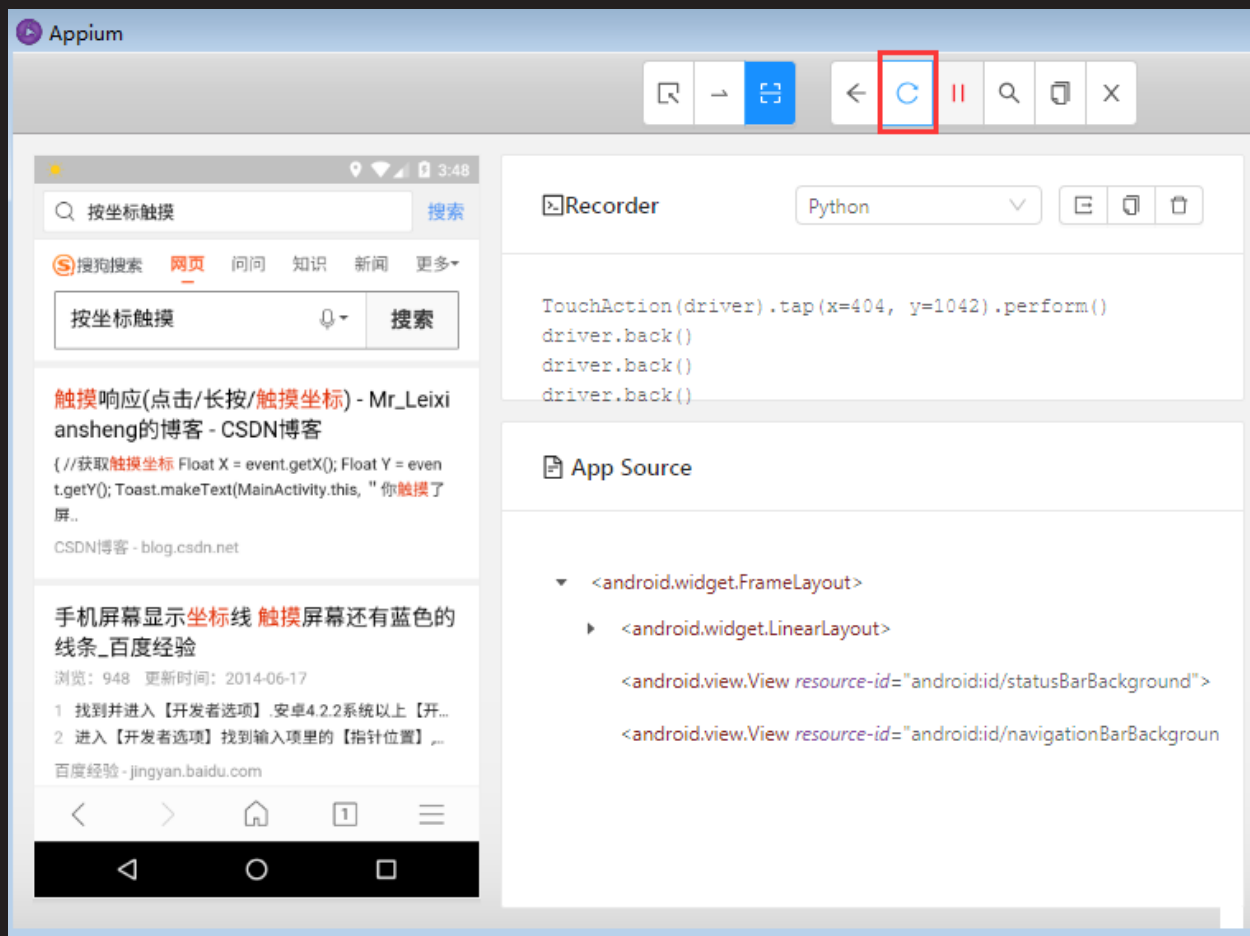 Appium
3:48
按坐标触摸 搜索
搜狗搜索 网页 问问 知识 新闻 更多
按坐标触摸 搜索
触摸响应(点击/长按/触摸坐标) - Mr_Leixi
ansheng的博客 - CSDN博客
{ //获取触摸坐标 Float X = event.getX(); Float Y = even
t.getY(); Toast.makeText(MainActivity.this, " 你触摸了
屏..
CSDN博客 - blog.csdn.net
手机屏幕显示坐标线 触摸屏幕还有蓝色的
线条_百度经验
浏览：948 更新时间：2014-06-17
1 找到并进入【开发者选项】.安卓4.2.2系统以上【开...
2 进入【开发者选项】找到输入项里的【指针位置】,...
百度经验 - jingyan.baidu.com
1
Recorder
Python
TouchAction(driver).tap(x=404, y=1042).perform()
driver.back()
driver.back()
driver.back()
App Source
<android.widget.FrameLayout>
<android.widget.LinearLayout>
<android.view.View resource-id="android:id/statusBarBackground">
<android.view.View resource-id="android:id/navigationBarBackgroun